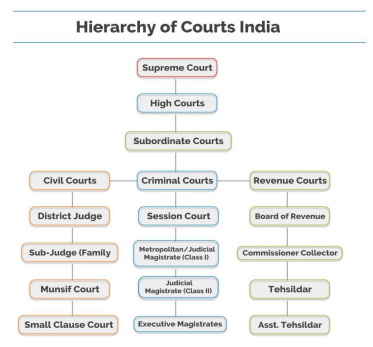 Hierarchy of Courts India
Supreme Court
High Courts
Subordinate Courts
Civil Courts
Criminal Courts
Revenue Courts
District Judge
Session Court
Board of Revenue
Sub-Judge (Family
Metropolitan/Judicial
Magistrate (Class I)
Commissioner Collector
Munsif Court
Judicial
Magistrate (Class II)
Tehsildar
Small Clause Court
Executive Magistrates
Asst. Tehsildar